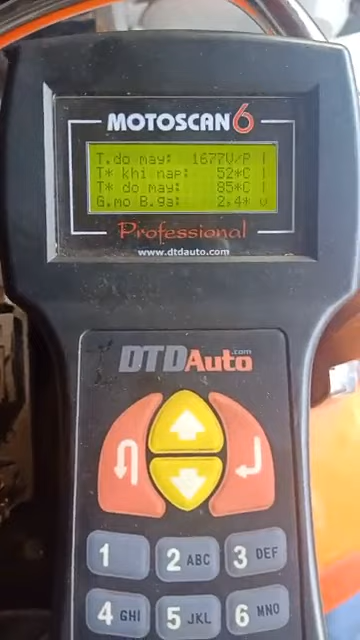 MOTOSCAN6
T.do may: 1677V/P |
T* khi nap: 52*C |
T* do may: 85*C |
G.mo B.ga: 2.4* v
Professional
www.dtdauto.com
DTDAuto.com
1
2 ABC
3 DEF
4 GHI
5 JKL
6 MNO